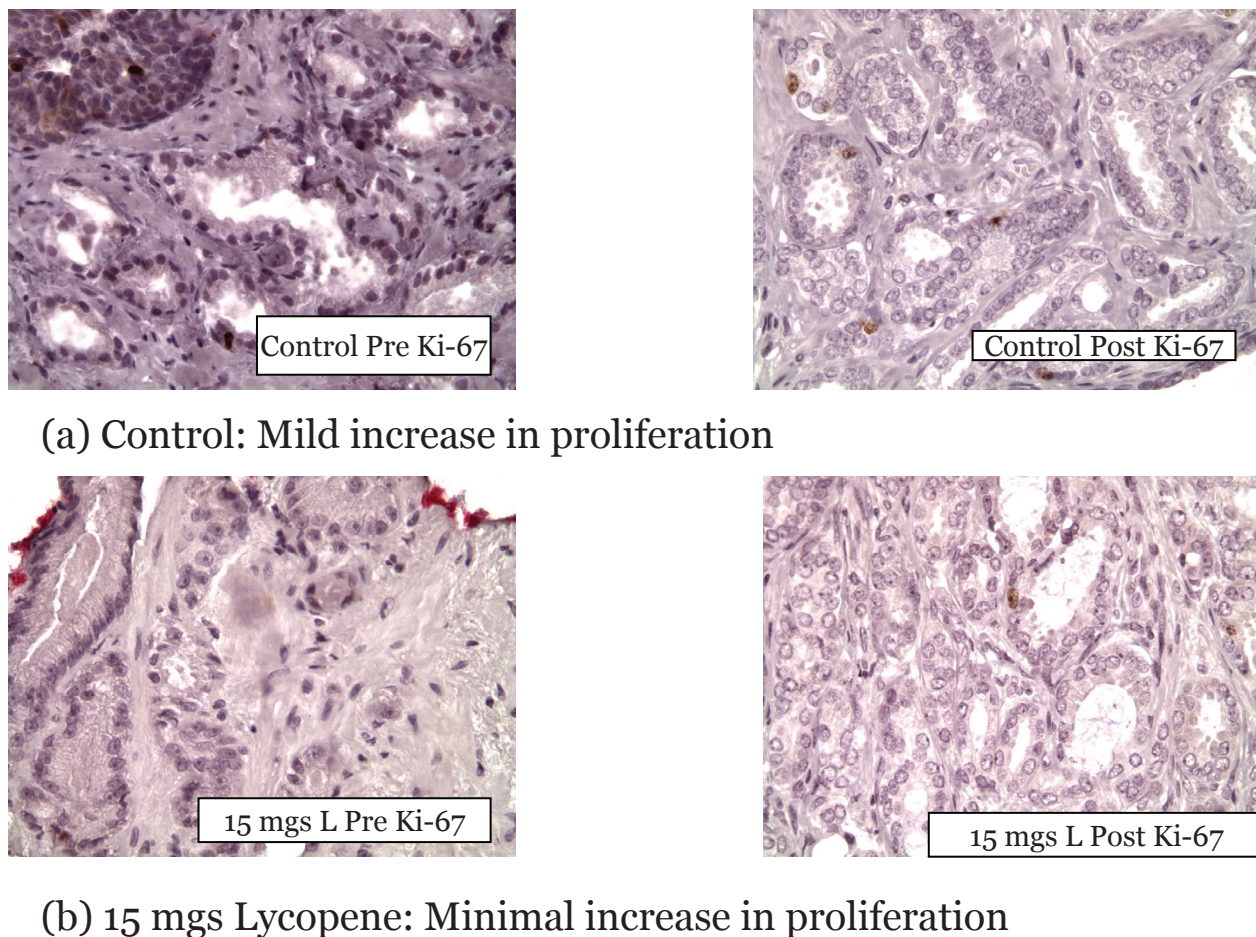 Control Pre Ki-67
Control Post Ki-67
(a) Control: Mild increase in proliferation
15 mgs L Pre Ki-67
15 mgs L Post Ki-67
(b) 15 mgs Lycopene: Minimal increase in proliferation